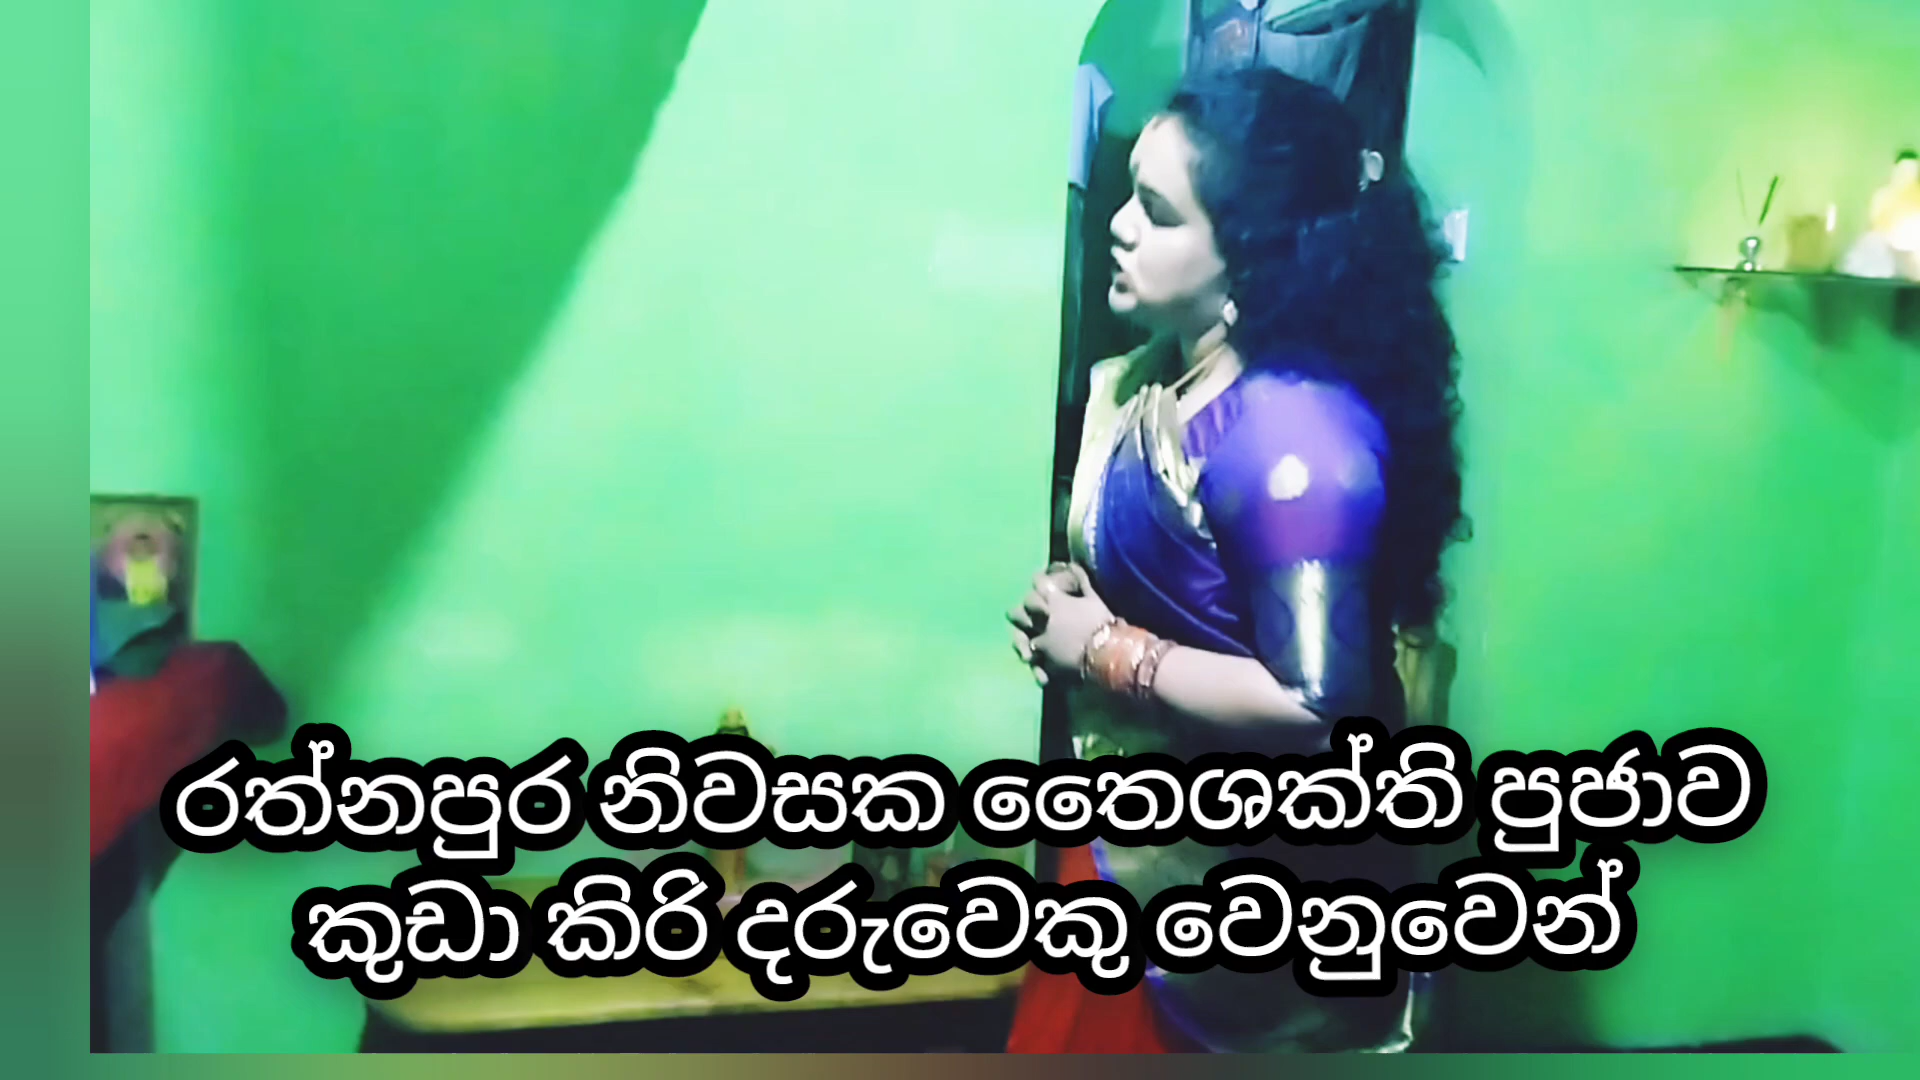 රත්නපුර නිවසක තෛශක්ති පුජාව
කුඩා කිරි දරුවෙකු වෙනුවෙන්